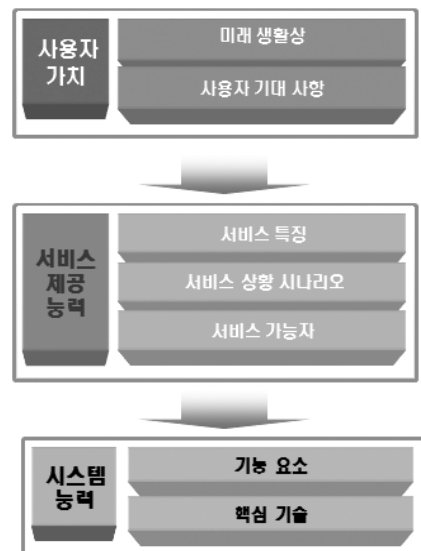 사용자
가치
미래 생활상
사용자 기대 사항
서비스
제공
능력
서비스 특징
서비스 상황 시나리오
서비스 가능자
시스템
능력
기능 요소
핵심 기술